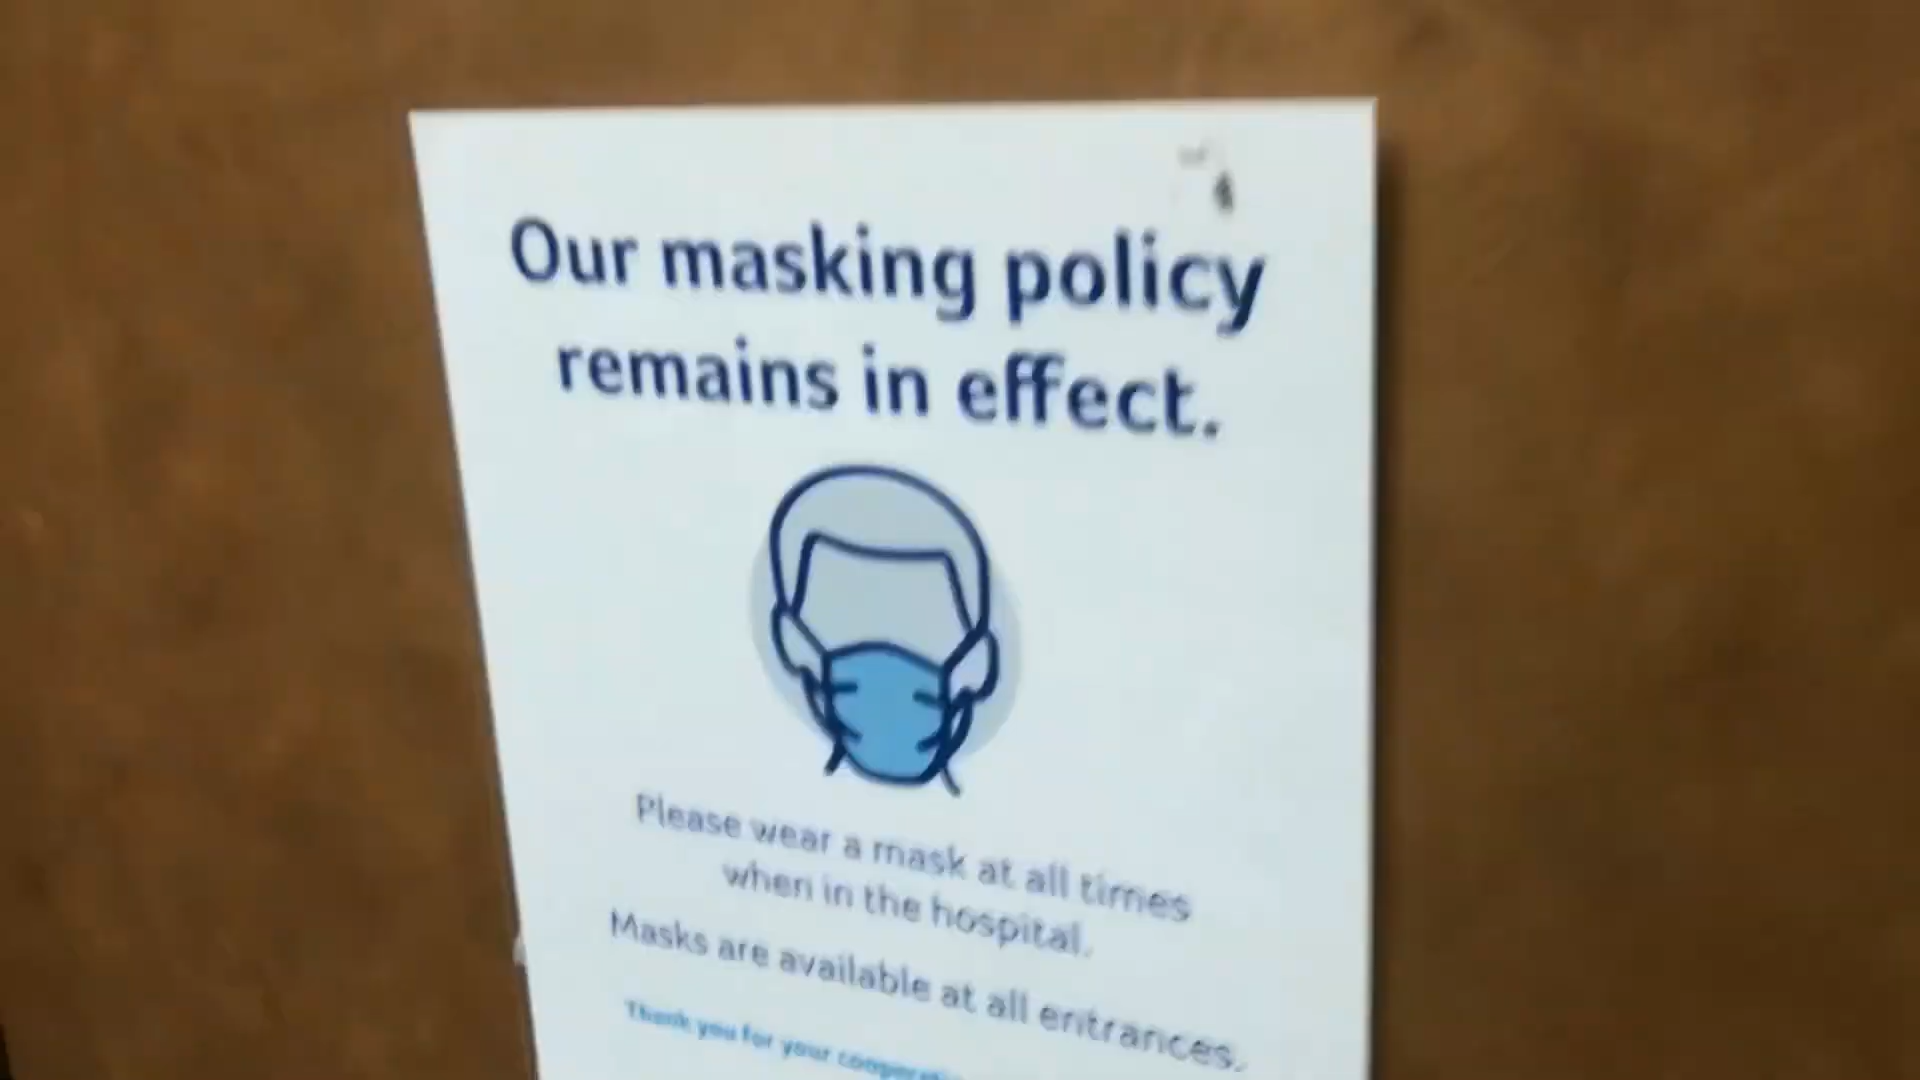 Our masking policy
remains in effect.
Please wear a mask at all times
when in the hospital.
Masks are available at all entrances.
Thank you for your